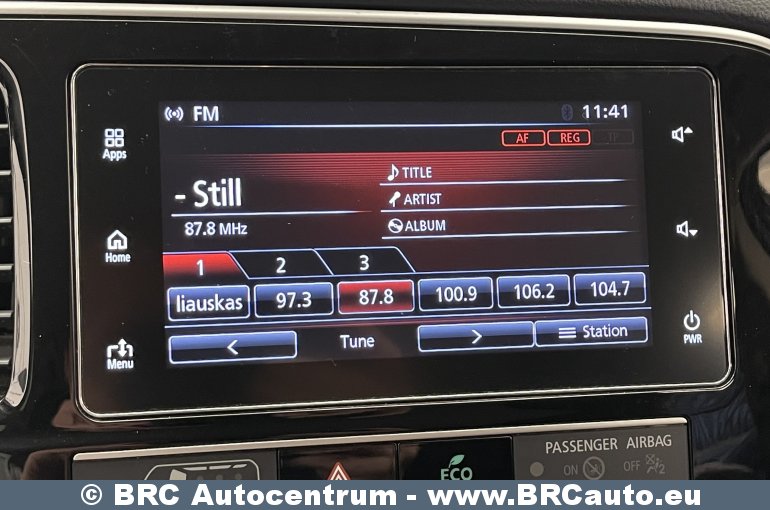 FM 11:41
AF REG TP
Apps
TITLE
- Still
ARTIST
87.8 MHz
ALBUM
Home
1 2 3
liauskas 97.3 87.8 100.9 106.2 104.7
< Tune > Station
Menu
PWR
PASSENGER AIRBAG
ECO
ON OFF 2
© BRC Autocentrum - www.BRCauto.eu